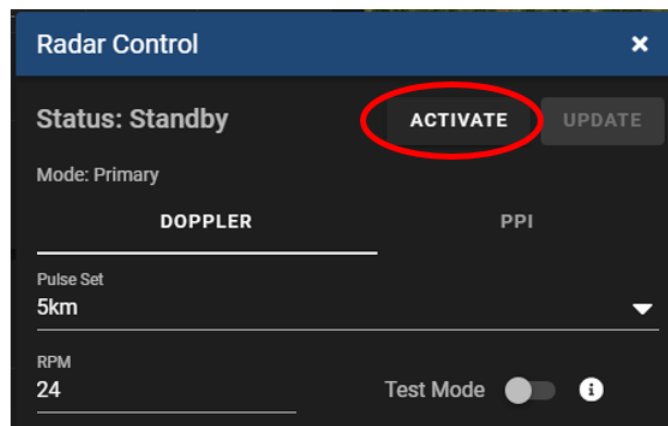 Radar Control
Status: Standby
ACTIVATE
UPDATE
Mode: Primary
DOPPLER
PPI
Pulse Set
5km
RPM
24
Test Mode